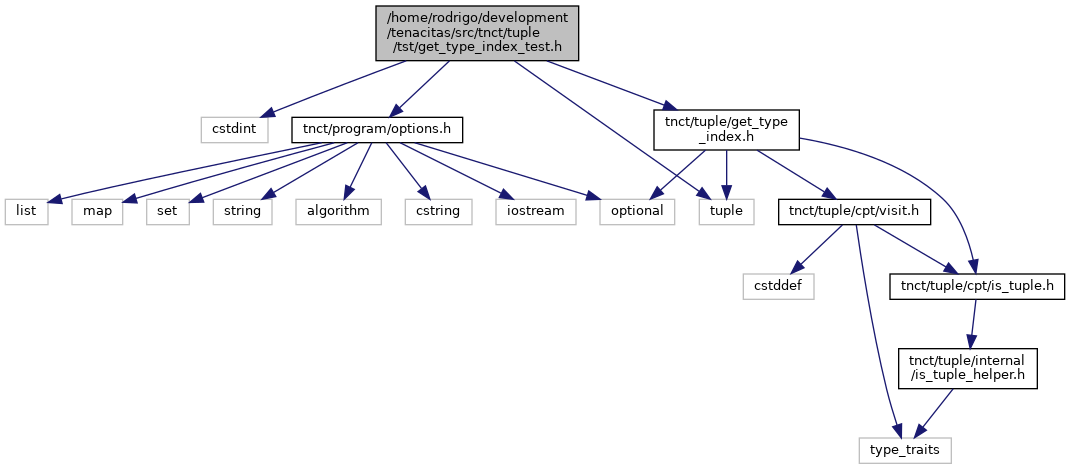 /home/rodrigo/development
/tenacitas/src/tnct/tuple
/tst/get_type_index_test.h
cstdint
tnct/program/options.h
tnct/tuple/get_type
_index.h
list
map
set
string
algorithm
cstring
iostream
optional
tuple
tnct/tuple/cpt/visit.h
cstddef
tnct/tuple/cpt/is_tuple.h
tnct/tuple/internal
/is_tuple_helper.h
type_traits